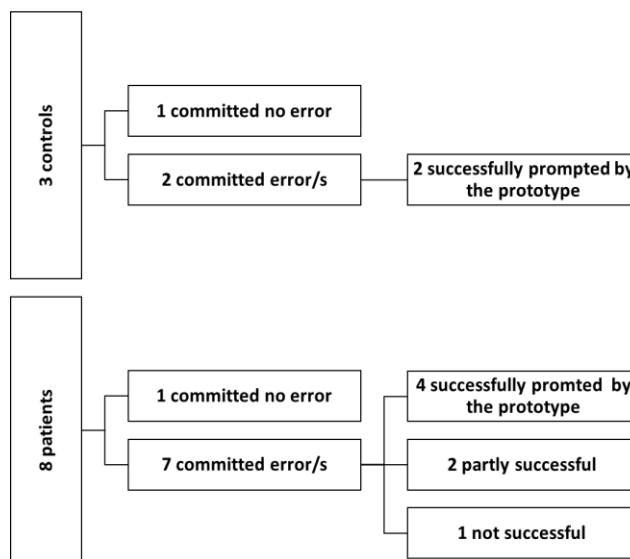 3 controls
1 committed no error
2 committed error/s
2 successfully prompted by
the prototype
8 patients
1 committed no error
7 committed error/s
4 successfully promted by
the prototype
2 partly successful
1 not successful